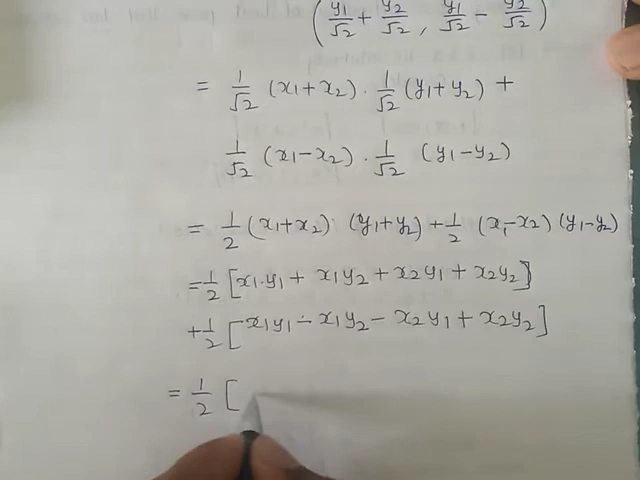 (y₁/√2 + y₂/√2 , y₁/√2 − y₂/√2)
= 1/√2 (x₁+x₂) . 1/√2 (y₁+y₂) +
1/√2 (x₁−x₂) . 1/√2 (y₁−y₂)
= 1/2 (x₁+x₂) (y₁+y₂) + 1/2 (x₁−x₂) (y₁−y₂)
= 1/2 [x₁.y₁ + x₁y₂ + x₂y₁ + x₂y₂]
+ 1/2 [x₁y₁ − x₁y₂ − x₂y₁ + x₂y₂]
= 1/2 [